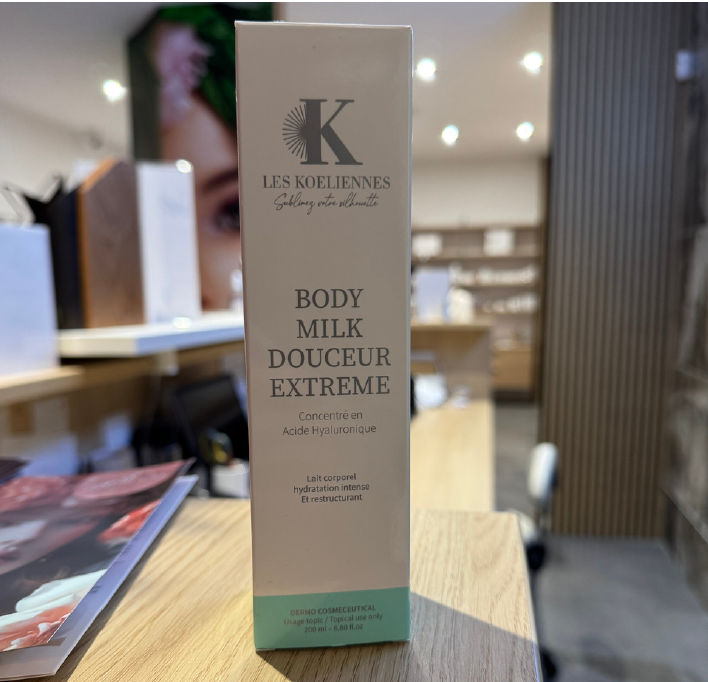 K
LES KOELIENNES
Sublimez votre silhouette
BODY
MILK
DOUCEUR
EXTREME
Concentré en
Acide Hyaluronique
Lait corporel
hydratation intense
Et restructurant
DERMO COSMECEUTICAL
Usage topic / Topical use only
200 ml - 6.80 fl.oz